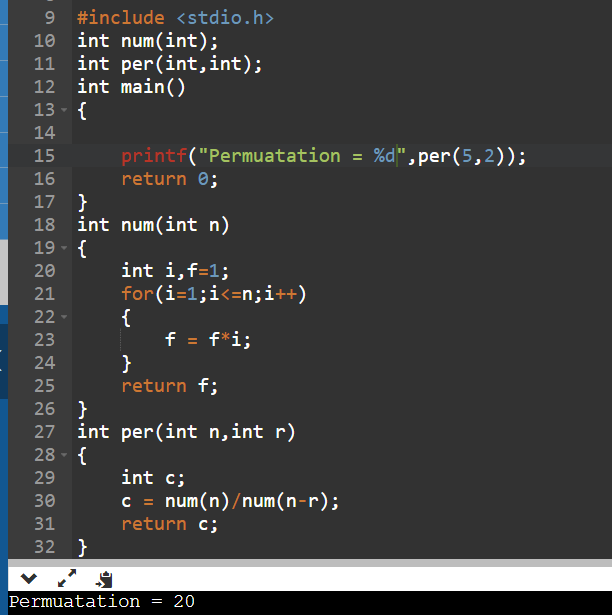 9 #include <stdio.h>
10 int num(int);
11 int per(int,int);
12 int main()
13 {
14
15     printf("Permuatation = %d",per(5,2));
16     return 0;
17 }
18 int num(int n)
19 {
20     int i,f=1;
21     for(i=1;i<=n;i++)
22     {
23         f = f*i;
24     }
25     return f;
26 }
27 int per(int n,int r)
28 {
29     int c;
30     c = num(n)/num(n-r);
31     return c;
32 }
Permuatation = 20